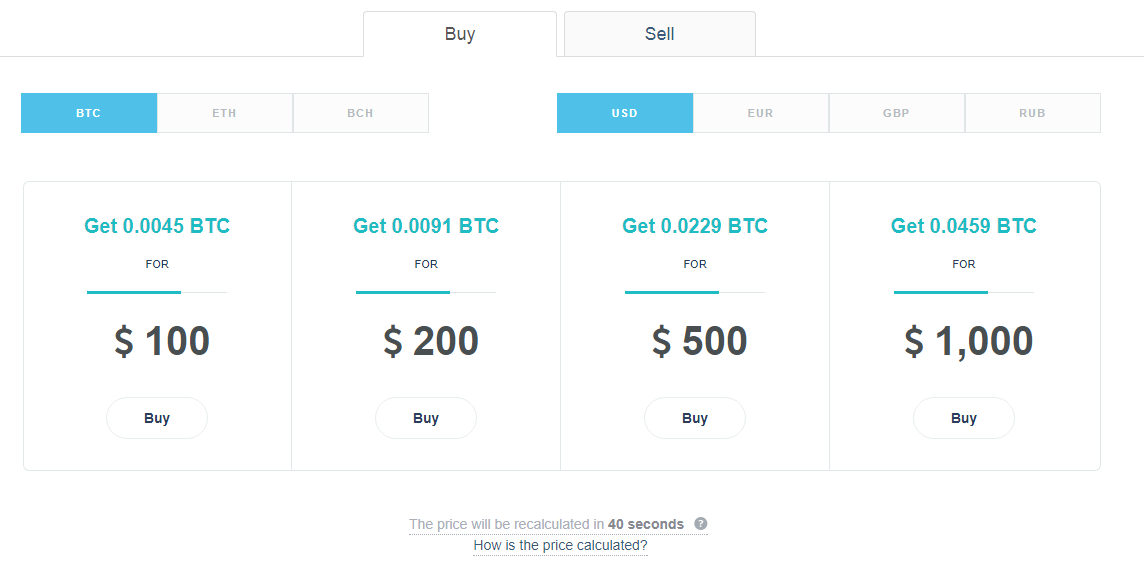 Buy
Sell
BTC
ETH
BCH
USD
EUR
GBP
RUB
Get 0.0045 BTC
FOR
$ 100
Buy
Get 0.0091 BTC
FOR
$ 200
Buy
Get 0.0229 BTC
FOR
$ 500
Buy
Get 0.0459 BTC
FOR
$ 1,000
Buy
The price will be recalculated in 40 seconds ?
How is the price calculated?